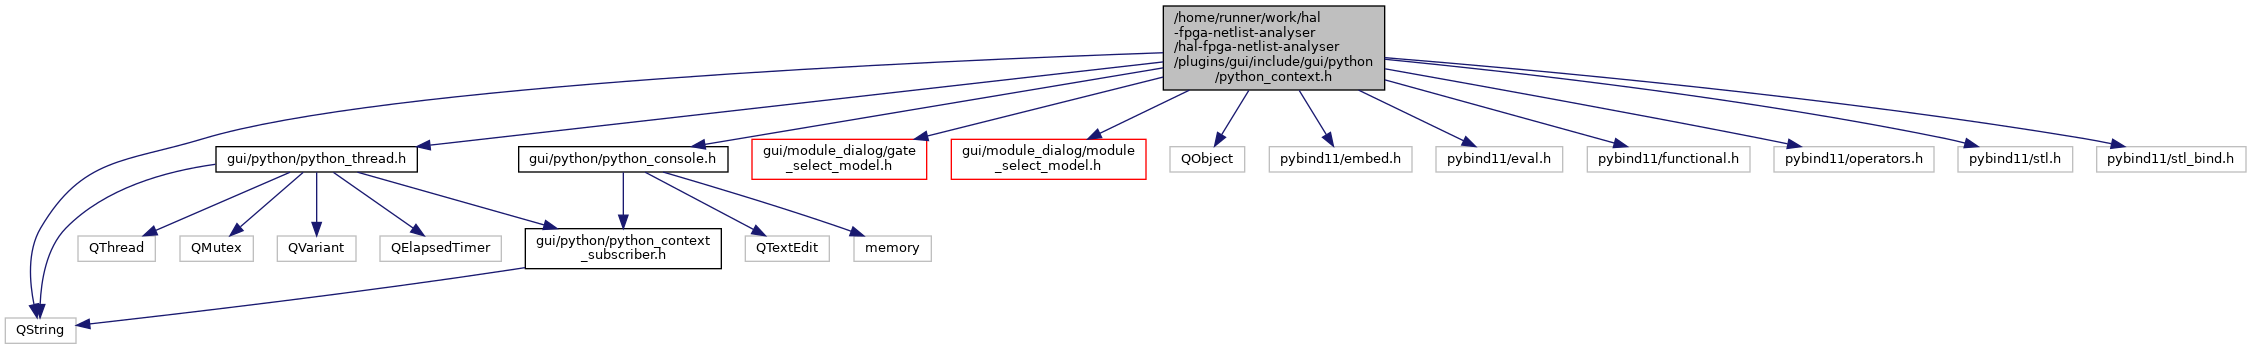 /home/runner/work/hal
-fpga-netlist-analyser
/hal-fpga-netlist-analyser
/plugins/gui/include/gui/python
/python_context.h
gui/python/python_thread.h
gui/python/python_console.h
gui/module_dialog/gate
_select_model.h
gui/module_dialog/module
_select_model.h
QObject
pybind11/embed.h
pybind11/eval.h
pybind11/functional.h
pybind11/operators.h
pybind11/stl.h
pybind11/stl_bind.h
QThread
QMutex
QVariant
QElapsedTimer
gui/python/python_context
_subscriber.h
QTextEdit
memory
QString